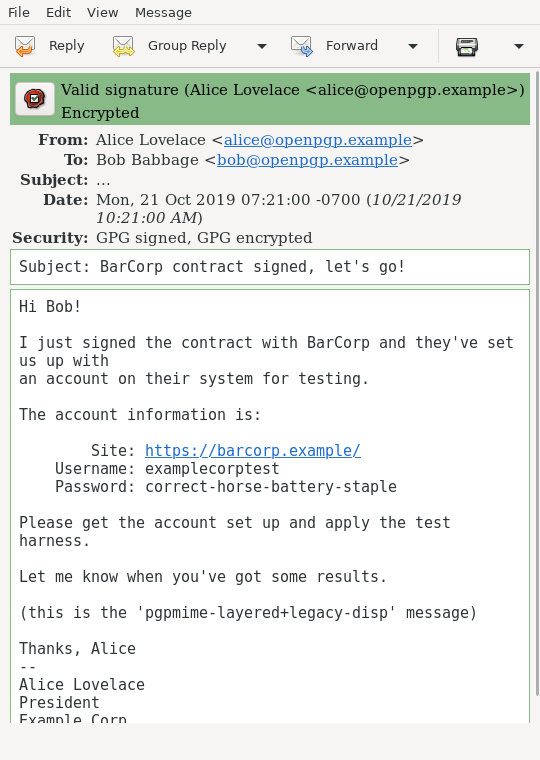 File Edit View Message
Reply Group Reply Forward
Valid signature (Alice Lovelace <alice@openpgp.example>)
Encrypted
From: Alice Lovelace <alice@openpgp.example>
To: Bob Babbage <bob@openpgp.example>
Subject: ...
Date: Mon, 21 Oct 2019 07:21:00 -0700 (10/21/2019
10:21:00 AM)
Security: GPG signed, GPG encrypted
Subject: BarCorp contract signed, let's go!
Hi Bob!
I just signed the contract with BarCorp and they've set
us up with
an account on their system for testing.
The account information is:
Site: https://barcorp.example/
Username: examplecorptest
Password: correct-horse-battery-staple
Please get the account set up and apply the test
harness.
Let me know when you've got some results.
(this is the 'pgpmime-layered+legacy-disp' message)
Thanks, Alice
--
Alice Lovelace
President
Example Corp